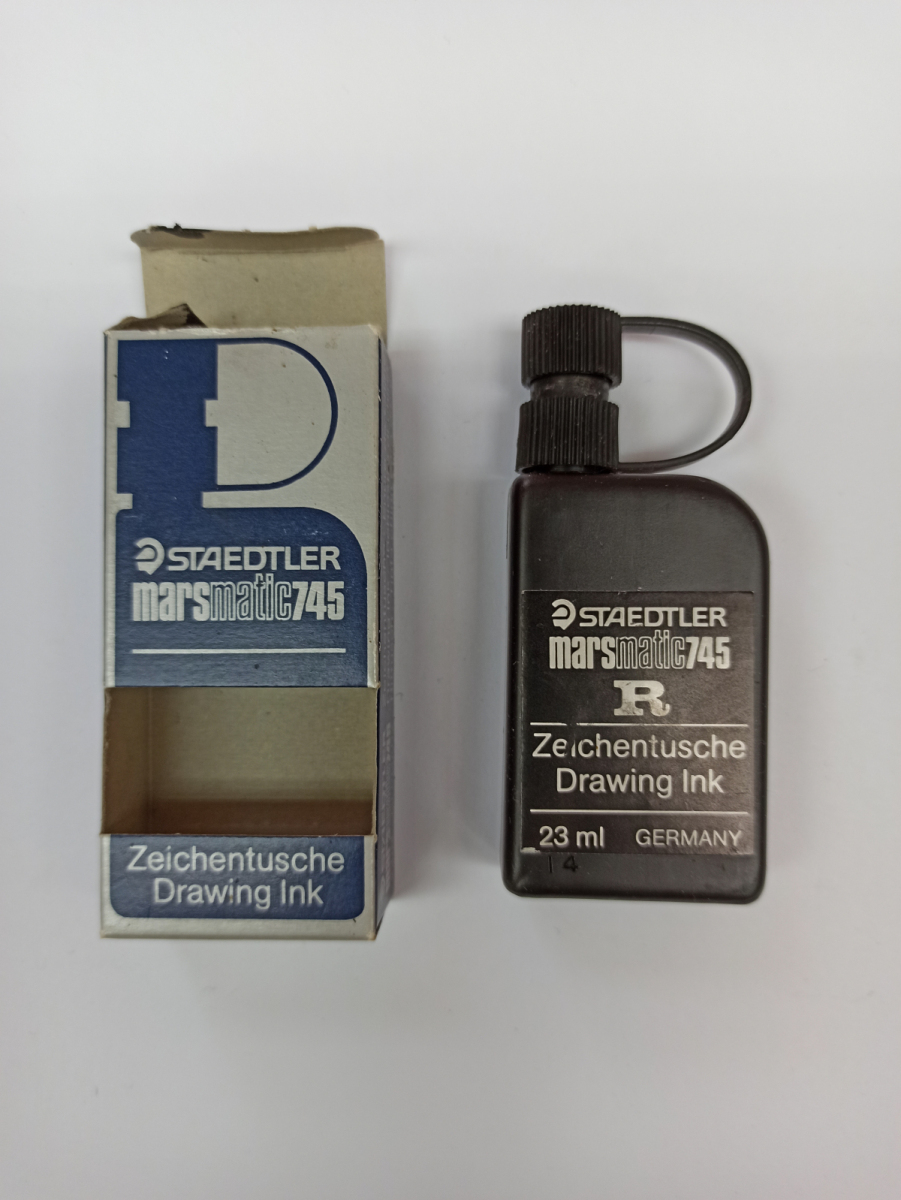 STAEDTLER
marsmatic745
Zeichentusche
Drawing Ink
STAEDTLER
marsmatic745
R
Zeichentusche
Drawing Ink
23 ml GERMANY
14